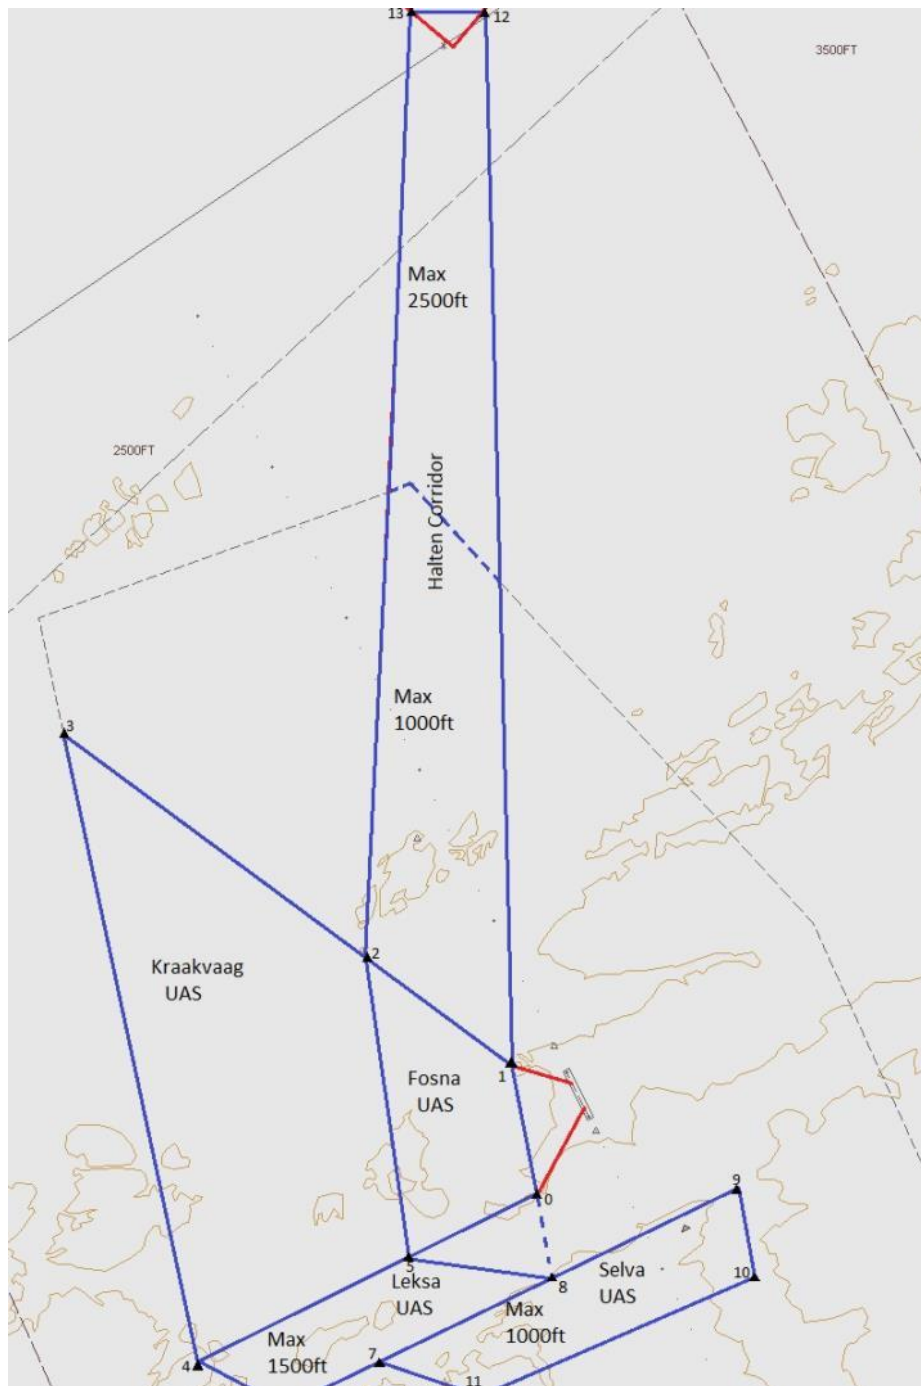 13
12
3500FT
Max
2500ft
2500FT
Halten Corridor
Max
1000ft
3
2
Kraakvaag
UAS
1
Fosna
UAS
0
9
5
Leksa
UAS
8
Selva
UAS
10
Max
1000ft
Max
1500ft
4
7
11